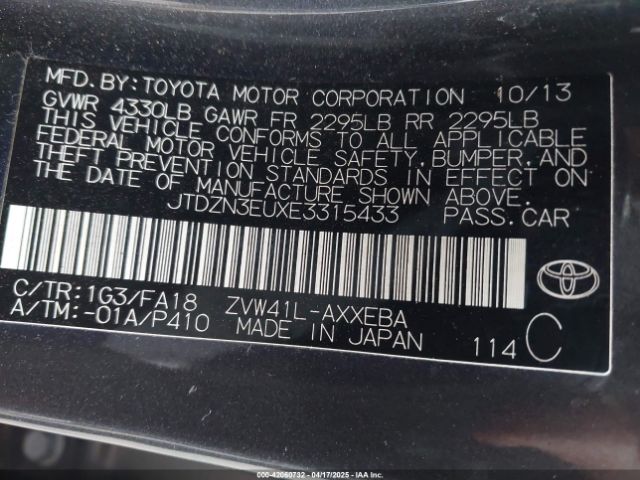 MFD.BY:TOYOTA MOTOR CORPORATION 10/13
GVWR 4330LB GAWR FR 2295LB RR 2295LB
THIS VEHICLE CONFORMS TO ALL APPLICABLE
FEDERAL MOTOR VEHICLE SAFETY,BUMPER,AND
THEFT PREVENTION STANDARDS IN EFFECT ON
THE DATE OF MANUFACTURE SHOWN ABOVE.
JTDZN3EUXE3315433 PASS.CAR
C/TR:1G3/FA18 ZVW41L-AXXEBA
A/TM:-01A/P410 MADE IN JAPAN 114 C
TOYOTA
000-42050732 - 04/17/2025 - IAAI.COM